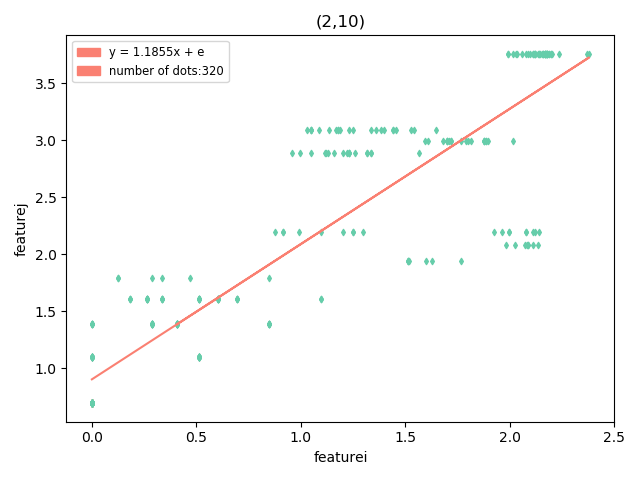 (2,10)
y = 1.1855x + e
number of dots:320
featurej
3.5
3.0
2.5
2.0
1.5
1.0
0.0 0.5 1.0 1.5 2.0 2.5
featurei